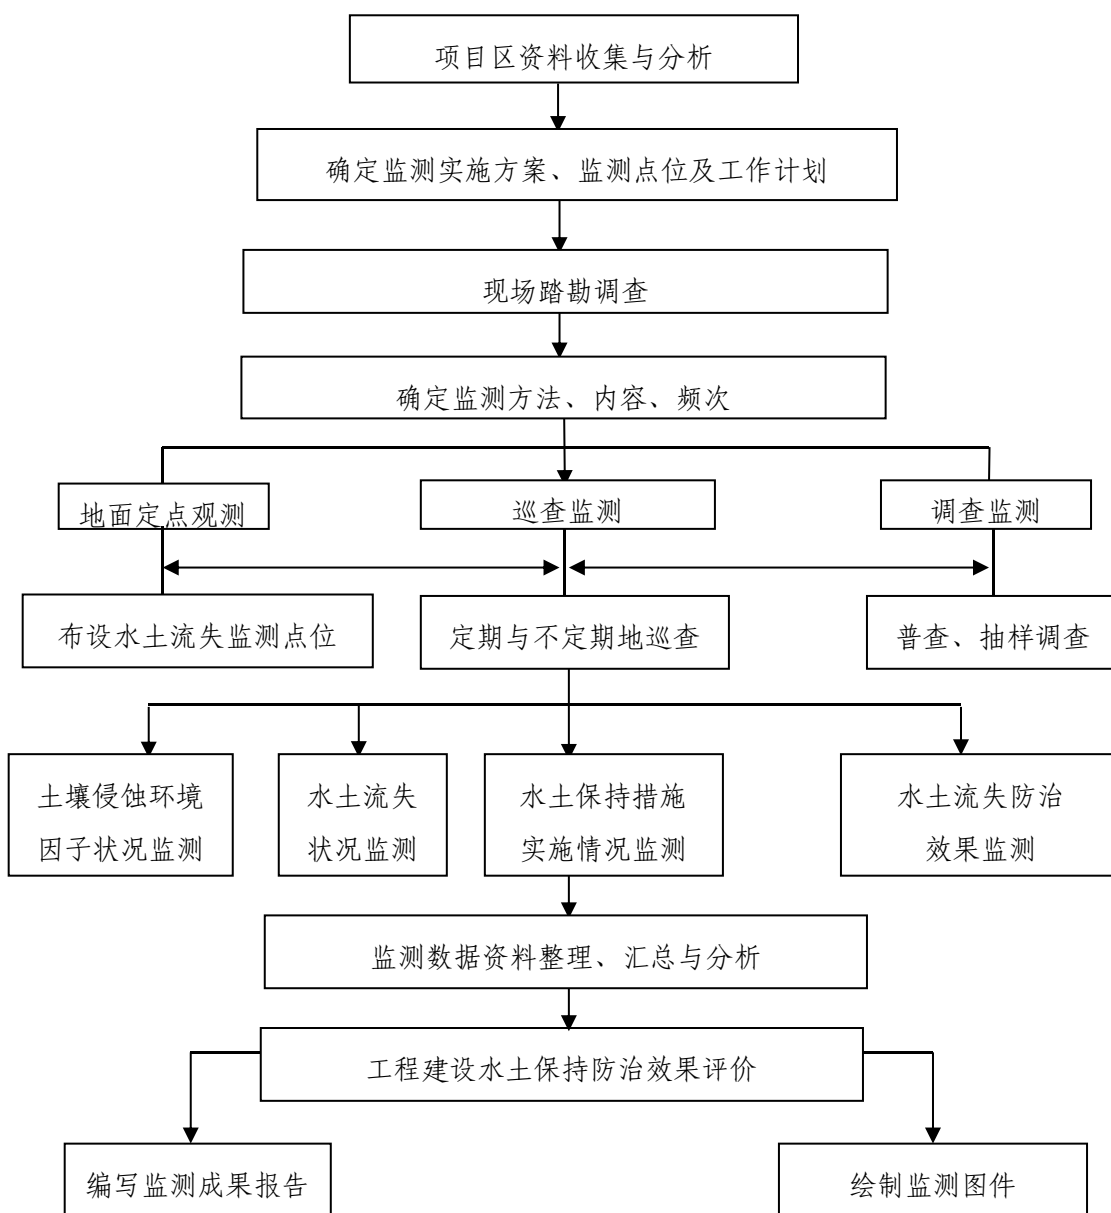 项目区资料收集与分析
确定监测实施方案、监测点位及工作计划
现场踏勘调查
确定监测方法、内容、频次
地面定点观测
巡查监测
调查监测
布设水土流失监测点位
定期与不定期地巡查
普查、抽样调查
土壤侵蚀环境
因子状况监测
水土流失
状况监测
水土保持措施
实施情况监测
水土流失防治
效果监测
监测数据资料整理、汇总与分析
工程建设水土保持防治效果评价
编写监测成果报告
绘制监测图件